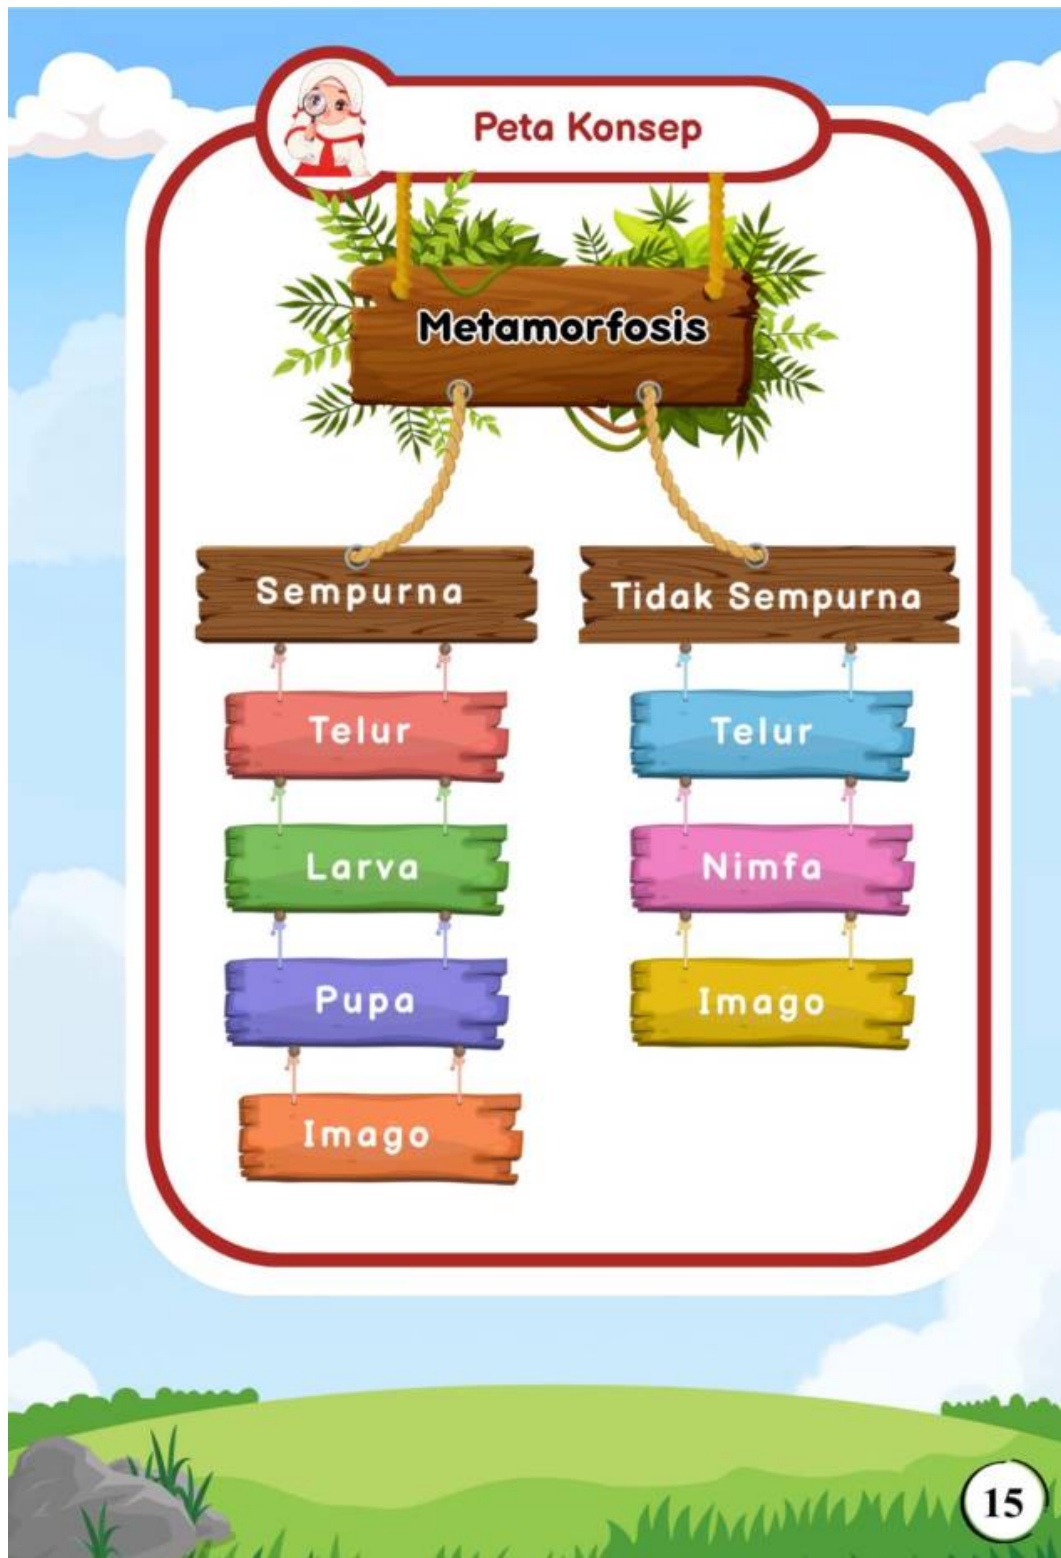 Peta Konsep
Metamorfosis
Sempurna
Telur
Larva
Pupa
Imago
Tidak Sempurna
Telur
Nimfa
Imago
15